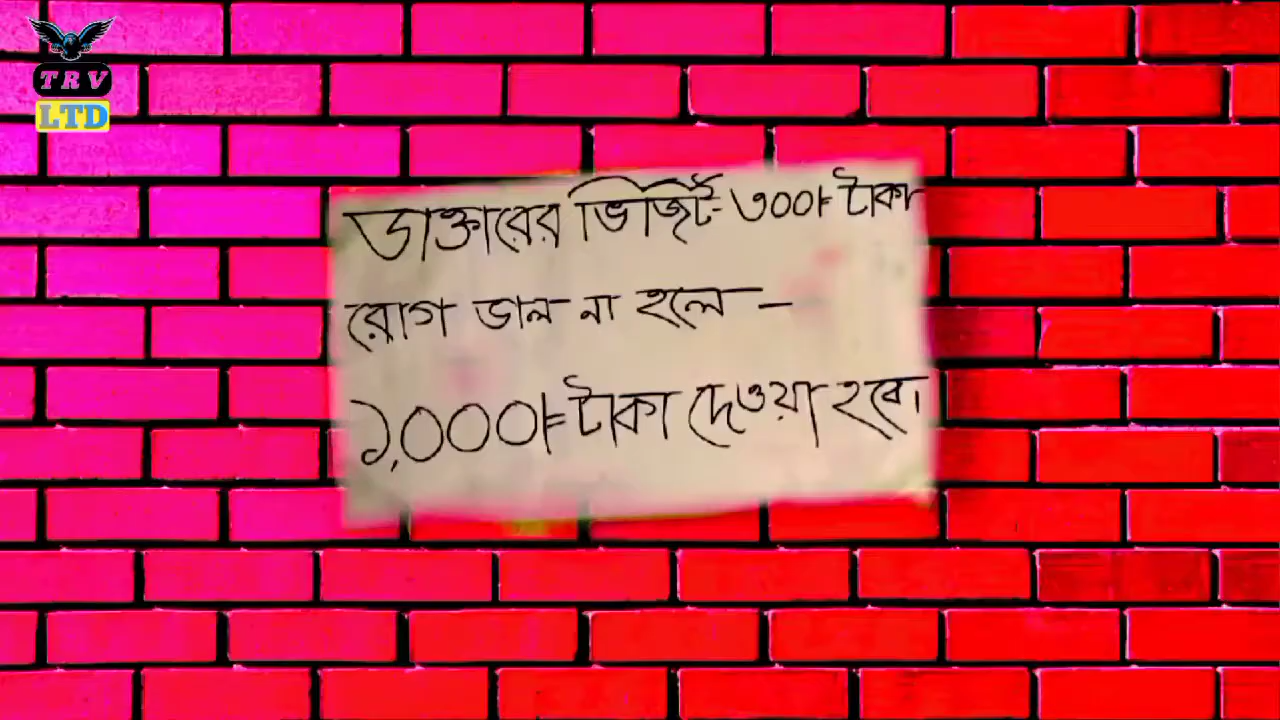 TRV
LTD
ডাক্তারের ভিজিট- ৩০০৳ টাকা
রোগ ভাল না হলে -
১,০০০৳ টাকা দেওয়া হবে।